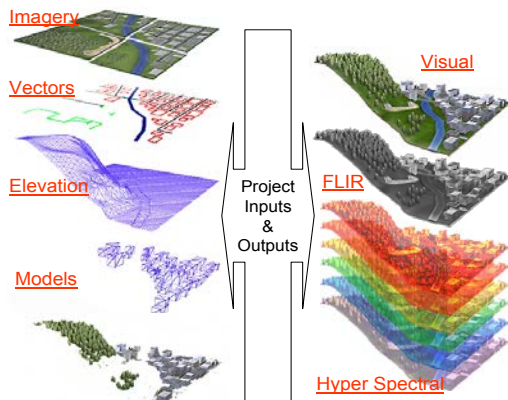 Imagery
Vectors
Elevation
Models
Project
Inputs
&
Outputs
Visual
FLIR
Hyper Spectral